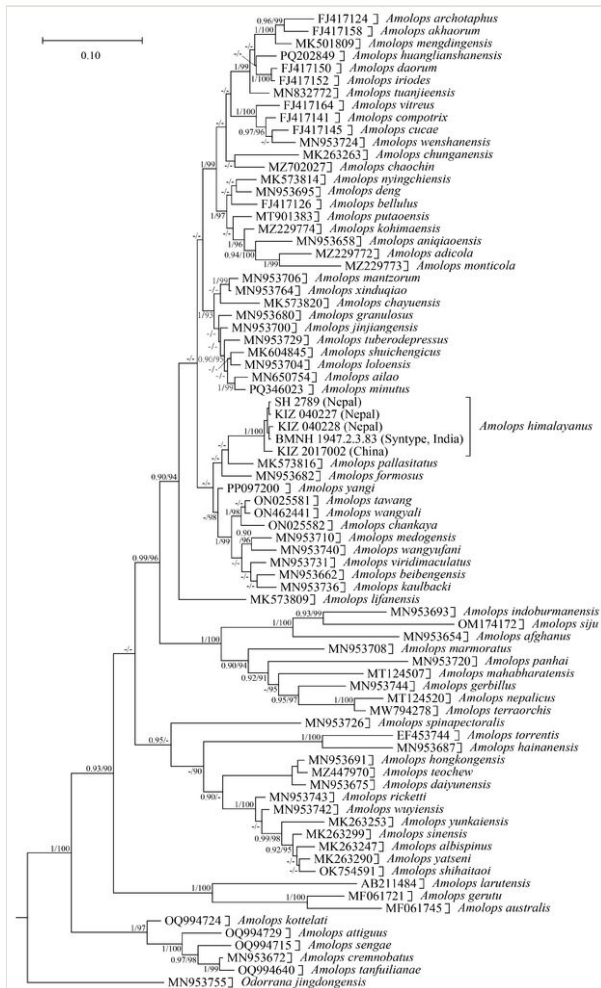 0.10
FJ417124 ] Amolops archotaphus
FJ417158 ] Amolops akhaorum
MK501809 ] Amolops mengdingensis
PQ202849 ] Amolops huanglianshanensis
FJ417150 ] Amolops daorum
FJ417152 ] Amolops iriodes
MN832772 ] Amolops tuanjieensis
FJ417164 ] Amolops vitreus
FJ417141 ] Amolops compotrix
FJ417145 ] Amolops cucae
MN953724 ] Amolops wenshanensis
MK263263 ] Amolops chunganensis
MZ702027 ] Amolops chaochin
MK573814 ] Amolops nyingchiensis
MN953695 ] Amolops deng
FJ417126 ] Amolops bellulus
MT901383 ] Amolops putaoensis
MZ229774 ] Amolops kohimaensis
MN953658 ] Amolops aniqiaoensis
MZ229772 ] Amolops adicola
MZ229773 ] Amolops monticola
MN953706 ] Amolops mantzorum
MN953764 ] Amolops xinduqiao
MK573820 ] Amolops chayuensis
MN953680 ] Amolops granulosus
MN953700 ] Amolops jinjiangensis
MN953729 ] Amolops tuberodepressus
MK604845 ] Amolops shuichengicus
MN953704 ] Amolops loloensis
MN650754 ] Amolops ailao
PQ346023 ] Amolops minutus
SH 2789 (Nepal)
KIZ 040227 (Nepal)
KIZ 040228 (Nepal)
BMNH 1947.2.3.83 (Syntype, India)
KIZ 2017002 (China)
Amolops himalayanus
MK573816 ] Amolops pallasitatus
MN953682 ] Amolops formosus
PP097200 ] Amolops yangi
ON025581 ] Amolops tawang
ON462441 ] Amolops wangyali
ON025582 ] Amolops chankaya
MN953710 ] Amolops medogensis
MN953740 ] Amolops wangyufani
MN953731 ] Amolops viridimaculatus
MN953662 ] Amolops beibengensis
MN953736 ] Amolops kaulbacki
MK573809 ] Amolops lifanensis
MN953693 ] Amolops indoburmanensis
OM174172 ] Amolops siju
MN953654 ] Amolops afghanus
MN953708 ] Amolops marmoratus
MN953720 ] Amolops panhai
MT124507 ] Amolops mahabharatensis
MN953744 ] Amolops gerbillus
MT124520 ] Amolops nepalicus
MW794278 ] Amolops terraorchis
MN953726 ] Amolops spinapectoralis
EF453744 ] Amolops torrentis
MN953687 ] Amolops hainanensis
MN953691 ] Amolops hongkongensis
MZ447970 ] Amolops teochew
MN953675 ] Amolops daiyunensis
MN953743 ] Amolops ricketti
MN953742 ] Amolops wuyiensis
MK263253 ] Amolops yunkaiensis
MK263299 ] Amolops sinensis
MK263247 ] Amolops albispinus
MK263290 ] Amolops yatseni
OK754591 ] Amolops shihaitaoi
AB211484 ] Amolops larutensis
MF061721 ] Amolops gerutu
MF061745 ] Amolops australis
OQ994724 ] Amolops kottelati
OQ994729 ] Amolops attiguus
OQ994715 ] Amolops sengae
MN953672 ] Amolops cremnobatus
OQ994640 ] Amolops tanfuilianae
MN953755 ] Odorrana jingdongensis
0.96/99
1/100
1/99
1/100
1/100
0.97/96
1/99
1/97
1/96
0.94/100
1/99
1/99
1/93
0.90/95
1/99
1/100
-/98
1/98
0.90
/96
1/99
0.90/94
0.99/96
0.93/99
1/100
1/100
0.90/94
0.92/91
-/95
0.95/97
1/100
0.95/-
1/100
-/90
0.90/-
1/100
0.99/98
0.92/95
0.93/90
1/100
1/100
1/100
1/97
1/100
0.97/98
1/99